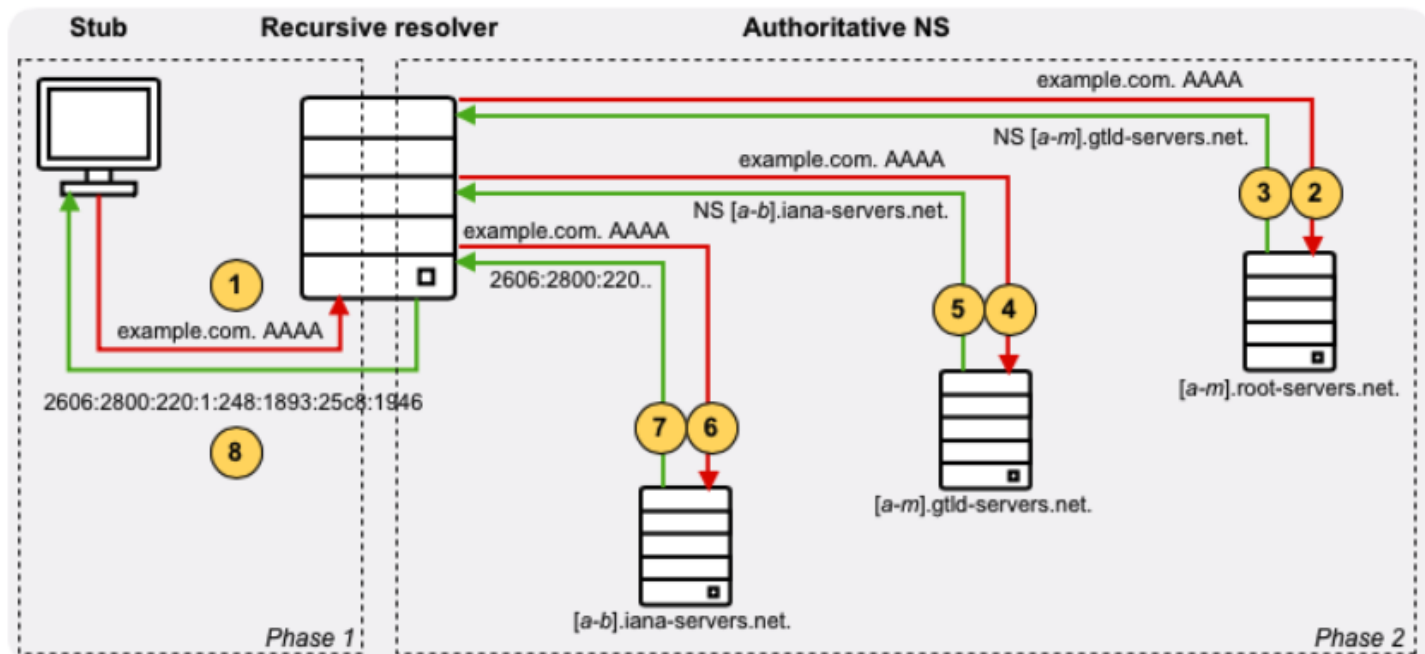 Stub
Recursive resolver
Authoritative NS
example.com. AAAA
NS [a-m].gtld-servers.net.
example.com. AAAA
3
2
NS [a-b].iana-servers.net.
example.com. AAAA
1
2606:2800:220..
5
4
example.com. AAAA
[a-m].root-servers.net.
2606:2800:220:1:248:1893:25c8:1946
7
6
8
[a-m].gtld-servers.net.
[a-b].iana-servers.net.
Phase 1
Phase 2